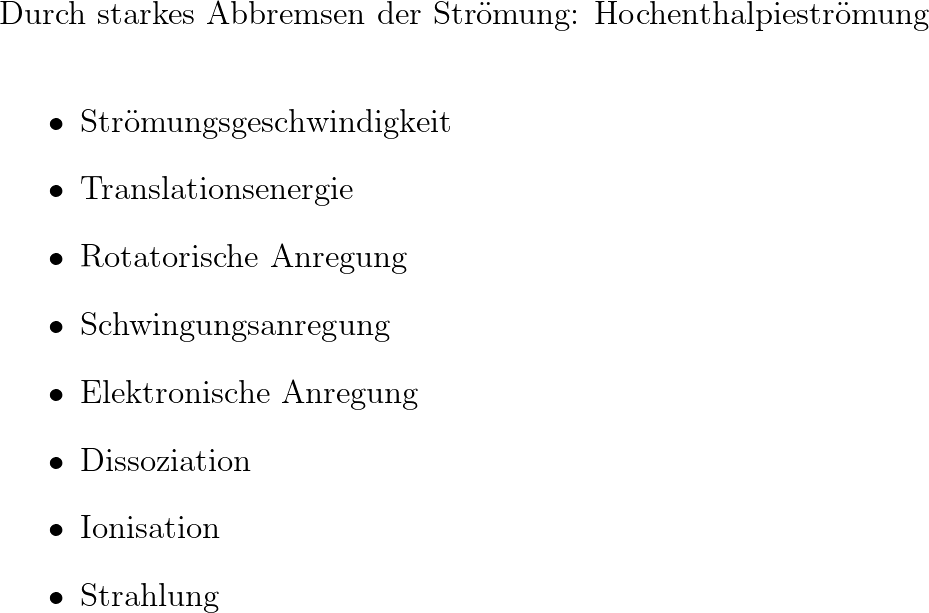 Durch starkes Abbremsen der Strömung: Hochenthalpieströmung
• Strömungsgeschwindigkeit
• Translationsenergie
• Rotatorische Anregung
• Schwingungsanregung
• Elektronische Anregung
• Dissoziation
• Ionisation
• Strahlung